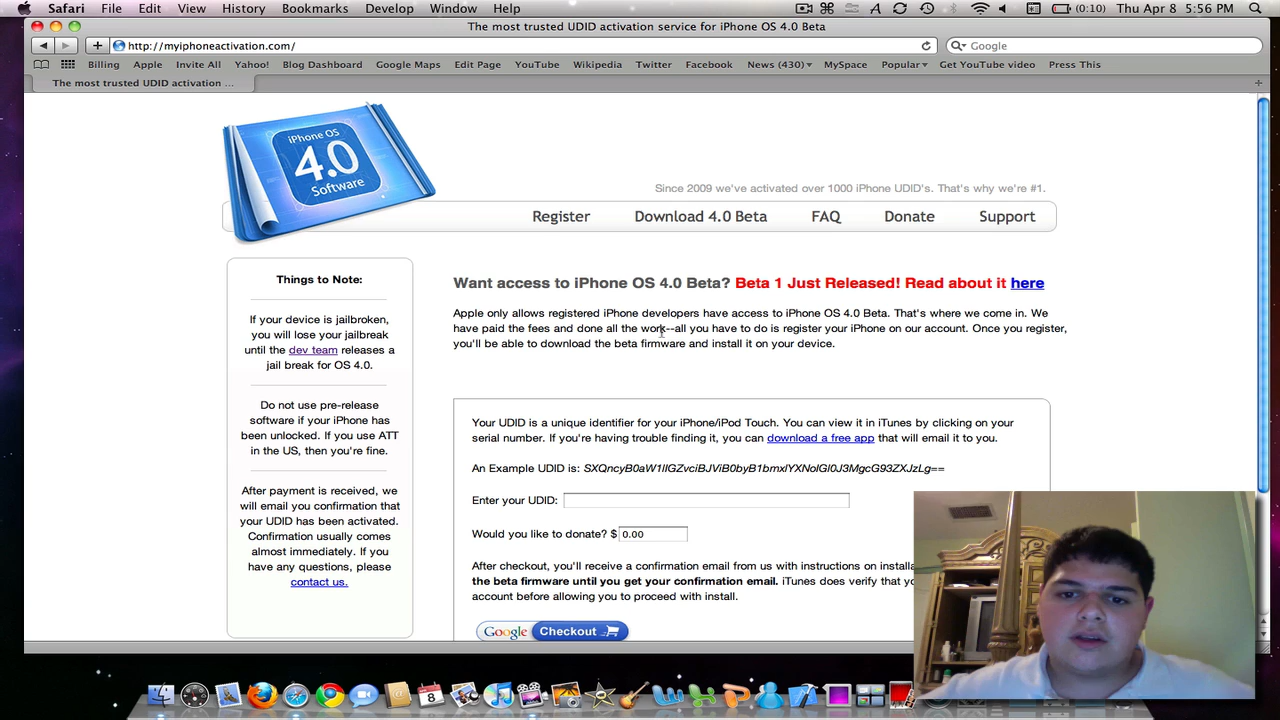 Safari File Edit View History Bookmarks Develop Window Help (0:10) Thu Apr 8 5:56 PM
The most trusted UDID activation service for iPhone OS 4.0 Beta
http://myiphoneactivation.com/ Google
Billing Apple Invite All Yahoo! Blog Dashboard Google Maps Edit Page YouTube Wikipedia Twitter Facebook News (430) MySpace Popular Get YouTube video Press This
The most trusted UDID activation ...
iPhone OS
4.0
Software
Since 2009 we've activated over 1000 iPhone UDID's. That's why we're #1.
Register Download 4.0 Beta FAQ Donate Support
Things to Note:
If your device is jailbroken,
you will lose your jailbreak
until the dev team releases a
jail break for OS 4.0.
Do not use pre-release
software if your iPhone has
been unlocked. If you use ATT
in the US, then you're fine.
After payment is received, we
will email you confirmation that
your UDID has been activated.
Confirmation usually comes
almost immediately. If you
have any questions, please
contact us.
Want access to iPhone OS 4.0 Beta? Beta 1 Just Released! Read about it here
Apple only allows registered iPhone developers have access to iPhone OS 4.0 Beta. That's where we come in. We
have paid the fees and done all the work--all you have to do is register your iPhone on our account. Once you register,
you'll be able to download the beta firmware and install it on your device.
Your UDID is a unique identifier for your iPhone/iPod Touch. You can view it in iTunes by clicking on your
serial number. If you're having trouble finding it, you can download a free app that will email it to you.
An Example UDID is:
Enter your UDID:
Would you like to donate? $ 0.00
After checkout, you'll receive a confirmation email from us with instructions on
the beta firmware until you get your confirmation email. iTunes does verify that
account before allowing you to proceed with install.
Google Checkout